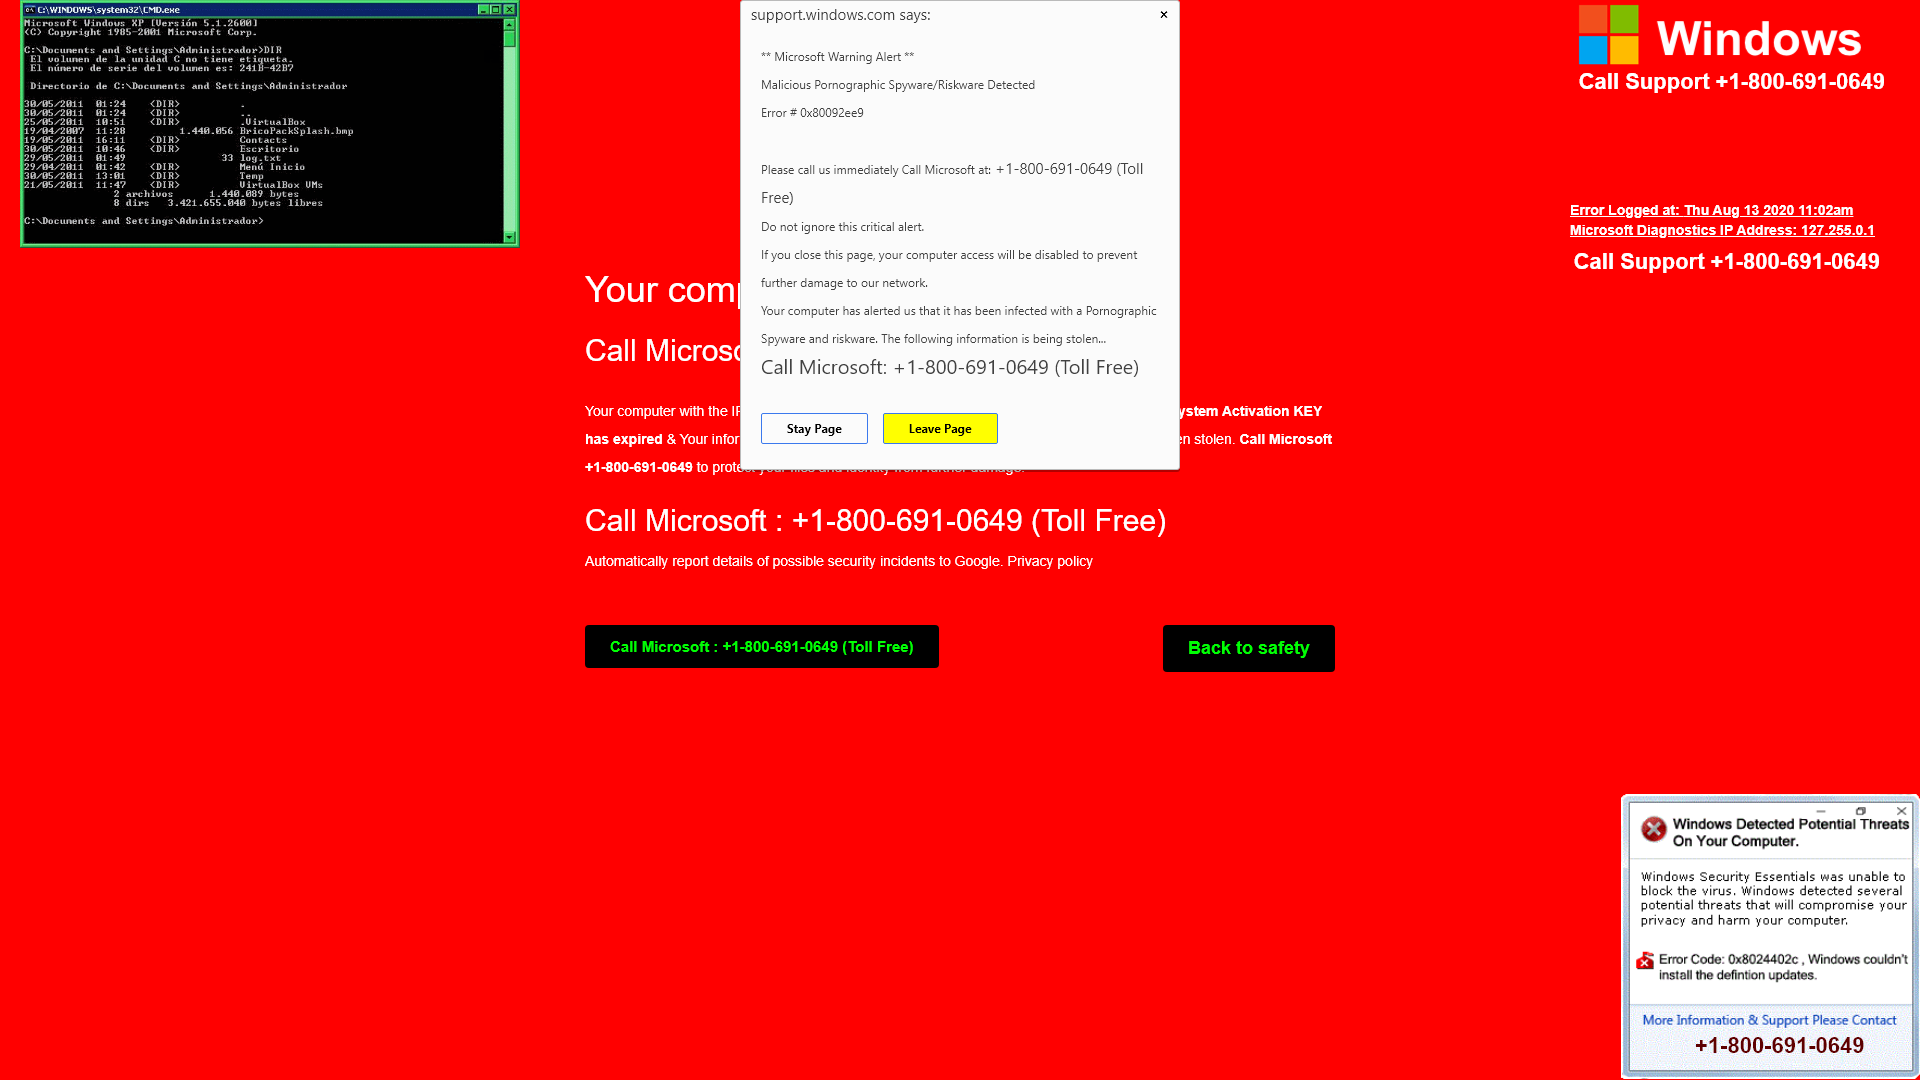 C:\WINDOWS\system32\CMD.exe
Microsoft Windows XP [Versión 5.1.2600]
(C) Copyright 1985-2001 Microsoft Corp.
C:\Documents and Settings\Administrador>DIR
El volumen de la unidad C no tiene etiqueta.
El número de serie del volumen es: 241B-42B7
Directorio de C:\Documents and Settings\Administrador
30/05/2011 01:24 <DIR> .
30/05/2011 01:24 <DIR> ..
25/05/2011 10:51 <DIR> .VirtualBox
19/04/2007 11:28 1.440.056 BricoPackSplash.bmp
19/05/2011 16:11 <DIR> Contacts
30/05/2011 10:46 <DIR> Escritorio
29/05/2011 01:49 33 log.txt
29/04/2011 01:42 <DIR> Menú Inicio
30/05/2011 13:01 <DIR> Temp
21/05/2011 11:47 <DIR> VirtualBox VMs
2 archivos 1.440.089 bytes
8 dirs 3.421.655.040 bytes libres
C:\Documents and Settings\Administrador>
support.windows.com says:
** Microsoft Warning Alert **
Malicious Pornographic Spyware/Riskware Detected
Error # 0x80092ee9
Please call us immediately Call Microsoft at: +1-800-691-0649 (Toll
Free)
Do not ignore this critical alert.
If you close this page, your computer access will be disabled to prevent
further damage to our network.
Your computer has alerted us that it has been infected with a Pornographic
Spyware and riskware. The following information is being stolen...
Call Microsoft: +1-800-691-0649 (Toll Free)
Stay Page
Leave Page
Windows
Call Support +1-800-691-0649
Error Logged at: Thu Aug 13 2020 11:02am
Microsoft Diagnostics IP Address: 127.255.0.1
Call Support +1-800-691-0649
Your
Call
Your computer with the System Activation KEY
has expired & Your stolen. Call Microsoft
+1-800-691-0649 to protect your files and identity from further damage.
Call Microsoft : +1-800-691-0649 (Toll Free)
Automatically report details of possible security incidents to Google. Privacy policy
Call Microsoft : +1-800-691-0649 (Toll Free)
Back to safety
Windows Detected Potential Threats
On Your Computer.
Windows Security Essentials was unable to
block the virus. Windows detected several
potential threats that will compromise your
privacy and harm your computer.
Error Code: 0x8024402c , Windows couldn't
install the defintion updates.
More Information & Support Please Contact
+1-800-691-0649